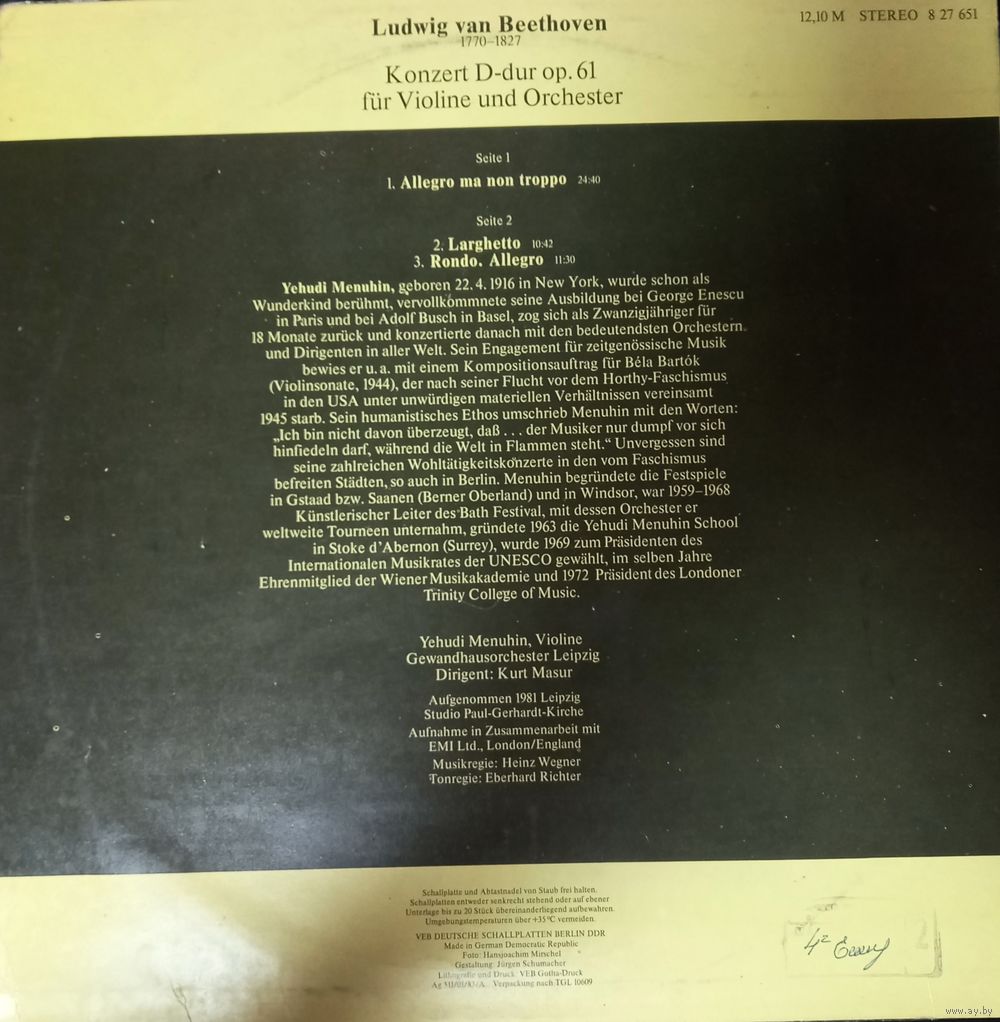 Ludwig van Beethoven
1770–1827
12,10 M STEREO 8 27 651
Konzert D-dur op. 61
für Violine und Orchester
Seite 1
1. Allegro ma non troppo 24:40
Seite 2
2. Larghetto 10:42
3. Rondo. Allegro 11:30
Yehudi Menuhin, geboren 22. 4. 1916 in New York, wurde schon als
Wunderkind berühmt, vervollkommnete seine Ausbildung bei George Enescu
in Paris und bei Adolf Busch in Basel, zog sich als Zwanzigjähriger für
18 Monate zurück und konzertierte danach mit den bedeutendsten Orchestern
und Dirigenten in aller Welt. Sein Engagement für zeitgenössische Musik
bewies er u. a. mit einem Kompositionsauftrag für Béla Bartók
(Violinsonate, 1944), der nach seiner Flucht vor dem Horthy-Faschismus
in den USA unter unwürdigen materiellen Verhältnissen vereinsamt
1945 starb. Sein humanistisches Ethos umschrieb Menuhin mit den Worten:
„Ich bin nicht davon überzeugt, daß . . . der Musiker nur dumpf vor sich
hinfiedeln darf, während die Welt in Flammen steht.“ Unvergessen sind
seine zahlreichen Wohltätigkeitskonzerte in den vom Faschismus
befreiten Städten, so auch in Berlin. Menuhin begründete die Festspiele
in Gstaad bzw. Saanen (Berner Oberland) und in Windsor, war 1959–1968
Künstlerischer Leiter des Bath Festival, mit dessen Orchester er
weltweite Tourneen unternahm, gründete 1963 die Yehudi Menuhin School
in Stoke d'Abernon (Surrey), wurde 1969 zum Präsidenten des
Internationalen Musikrates der UNESCO gewählt, im selben Jahre
Ehrenmitglied der Wiener Musikakademie und 1972 Präsident des Londoner
Trinity College of Music.
Yehudi Menuhin, Violine
Gewandhausorchester Leipzig
Dirigent: Kurt Masur
Aufgenommen 1981 Leipzig
Studio Paul-Gerhardt-Kirche
Aufnahme in Zusammenarbeit mit
EMI Ltd., London/England
Musikregie: Heinz Wegner
Tonregie: Eberhard Richter
Schallplatte und Abtastnadel von Staub frei halten.
Schallplatten entweder senkrecht stehend oder auf ebener
Unterlage bis zu 20 Stück übereinanderliegend aufbewahren.
Umgebungstemperaturen über +35 °C vermeiden.
VEB DEUTSCHE SCHALLPLATTEN BERLIN DDR
Made in German Democratic Republic
Foto: Hansjoachim Mirschel
Gestaltung: Jürgen Schumacher
Lithografie und Druck: VEB Gotha-Druck
Verpackung nach TGL 10609
www.ay.by